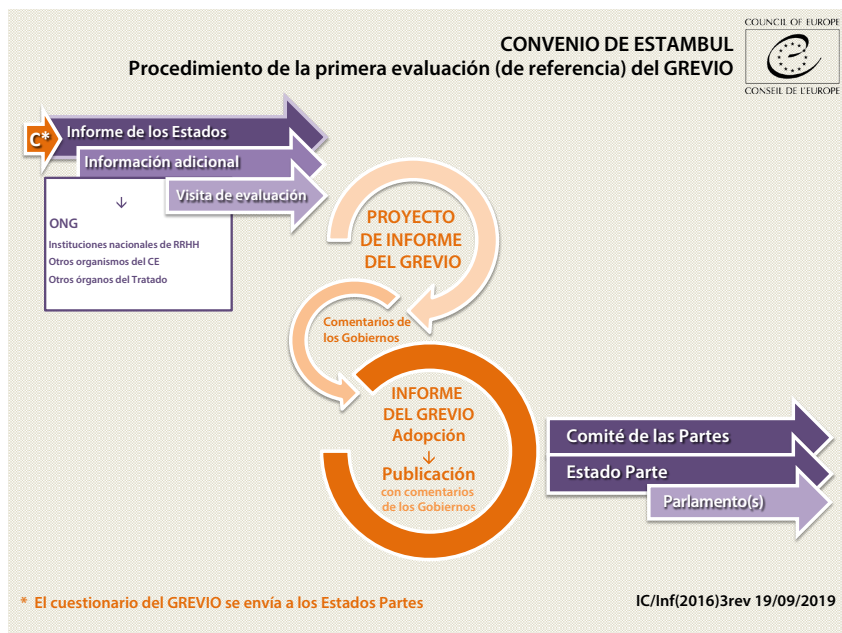 COUNCIL OF EUROPE
CONSEIL DE L'EUROPE
CONVENIO DE ESTAMBUL
Procedimiento de la primera evaluación (de referencia) del GREVIO
C*
Informe de los Estados
Información adicional
Visita de evaluación
ONG
Instituciones nacionales de RRHH
Otros organismos del CE
Otros órganos del Tratado
PROYECTO
DE INFORME
DEL GREVIO
Comentarios de
los Gobiernos
INFORME
DEL GREVIO
Adopción
Publicación
con comentarios
de los Gobiernos
Comité de las Partes
Estado Parte
Parlamento(s)
* El cuestionario del GREVIO se envía a los Estados Partes
IC/Inf(2016)3rev 19/09/2019